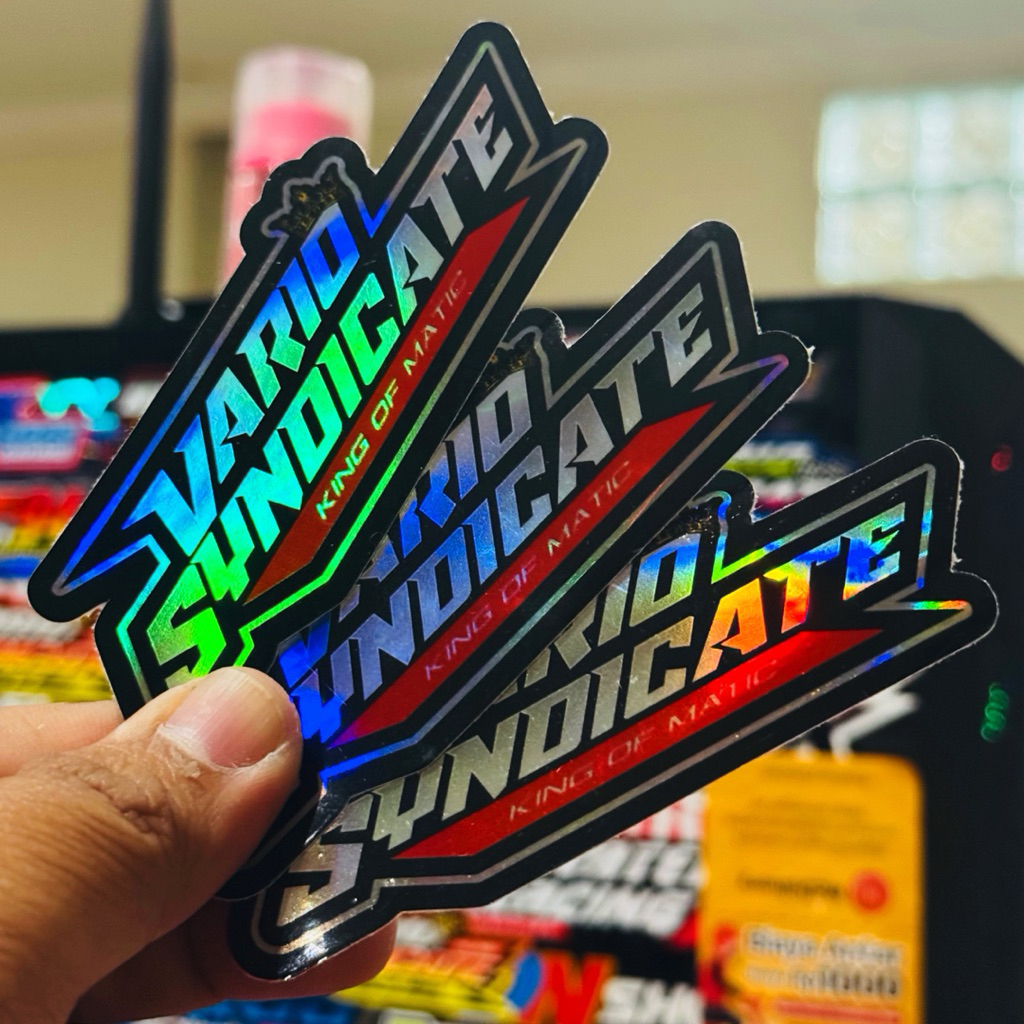 VARIO
SYNDICATE
KING OF MATIC
VARIO
SYNDICATE
KING OF MATIC
VARIO
SYNDICATE
KING OF MATIC